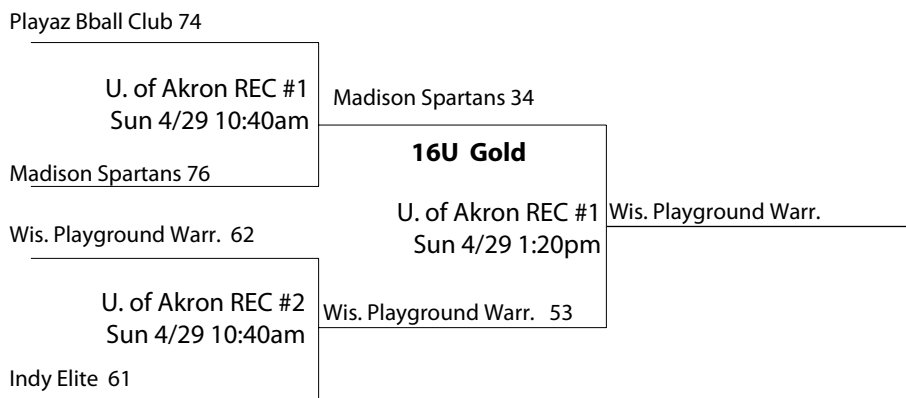 Playaz Bball Club 74
U. of Akron REC #1
Sun 4/29 10:40am
Madison Spartans 34
16U Gold
Madison Spartans 76
U. of Akron REC #1
Sun 4/29 1:20pm
Wis. Playground Warr.
Wis. Playground Warr. 62
U. of Akron REC #2
Sun 4/29 10:40am
Wis. Playground Warr. 53
Indy Elite 61